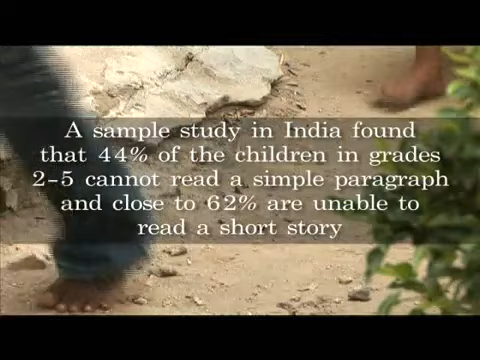 A sample study in India found
that 44% of the children in grades
2-5 cannot read a simple paragraph
and close to 62% are unable to
read a short story